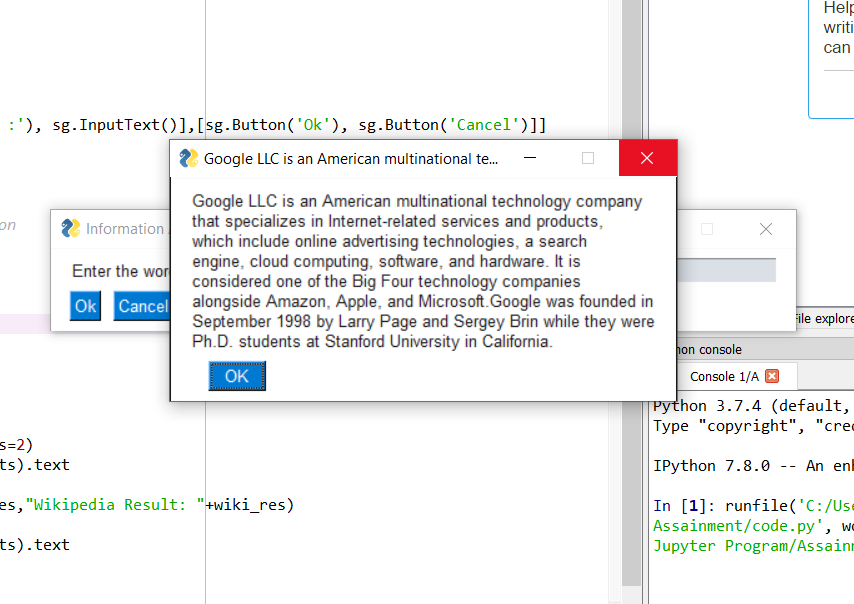 Help
writi
can
:'), sg.InputText()],[sg.Button('Ok'), sg.Button('Cancel')]]
Google LLC is an American multinational te...
on
Information
Enter the wor
Ok
Cancel
Google LLC is an American multinational technology company
that specializes in Internet-related services and products,
which include online advertising technologies, a search
engine, cloud computing, software, and hardware. It is
considered one of the Big Four technology companies
alongside Amazon, Apple, and Microsoft.Google was founded in
September 1998 by Larry Page and Sergey Brin while they were
Ph.D. students at Stanford University in California.
OK
File explore
hon console
Console 1/A
Python 3.7.4 (default,
Type "copyright", "cred
IPython 7.8.0 -- An enh
In [1]: runfile('C:/Use
Assainment/code.py', wo
Jupyter Program/Assainm
s=2)
ts).text
es,"Wikipedia Result: "+wiki_res)
ts).text